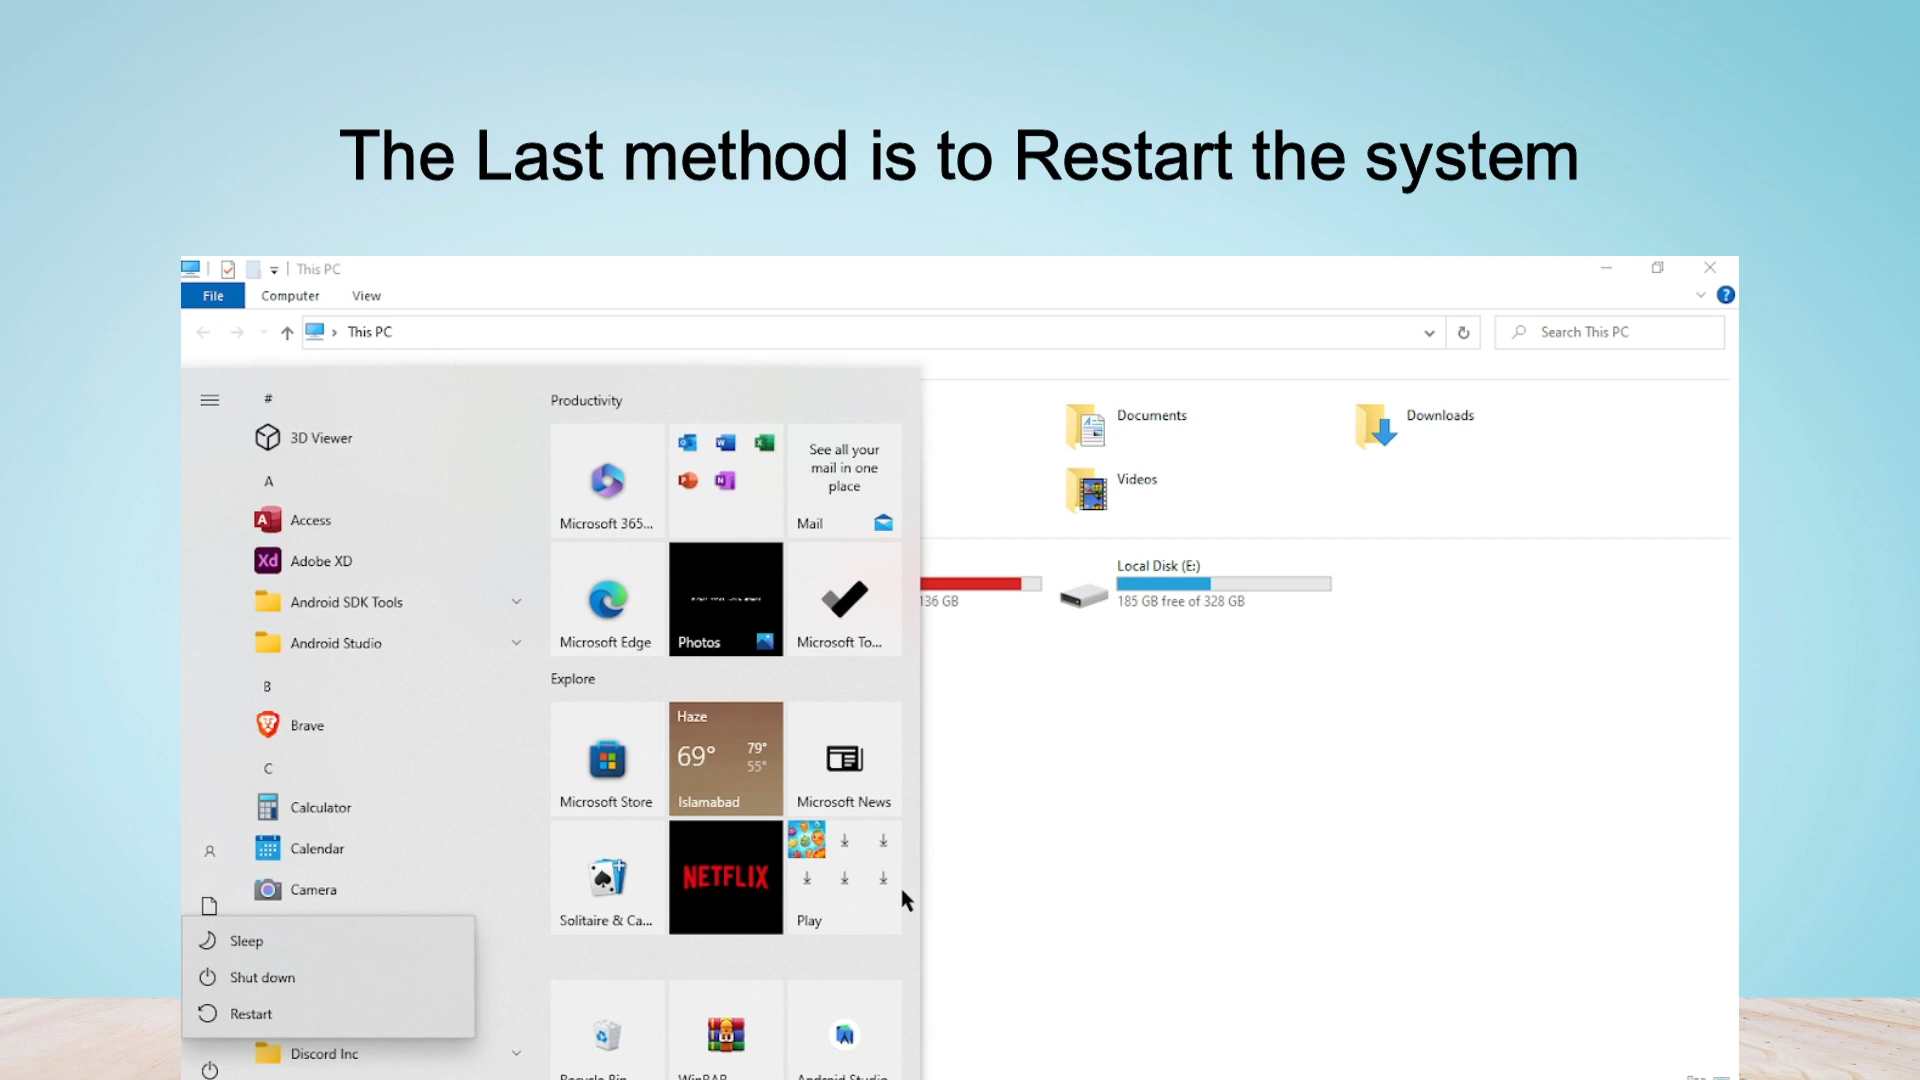 The Last method is to Restart the system
This PC
File Computer View
This PC
Search This PC
#
3D Viewer
A
Access
Adobe XD
Android SDK Tools
Android Studio
B
Brave
C
Calculator
Calendar
Camera
Sleep
Shut down
Restart
Discord Inc
Productivity
Microsoft 365...
See all your
mail in one
place
Mail
Microsoft Edge
Photos
Microsoft To...
Explore
Microsoft Store
Haze
69° 79°
55°
Islamabad
Microsoft News
Solitaire & Ca...
NETFLIX
Play
Documents
Downloads
Videos
136 GB
Local Disk (E:)
185 GB free of 328 GB